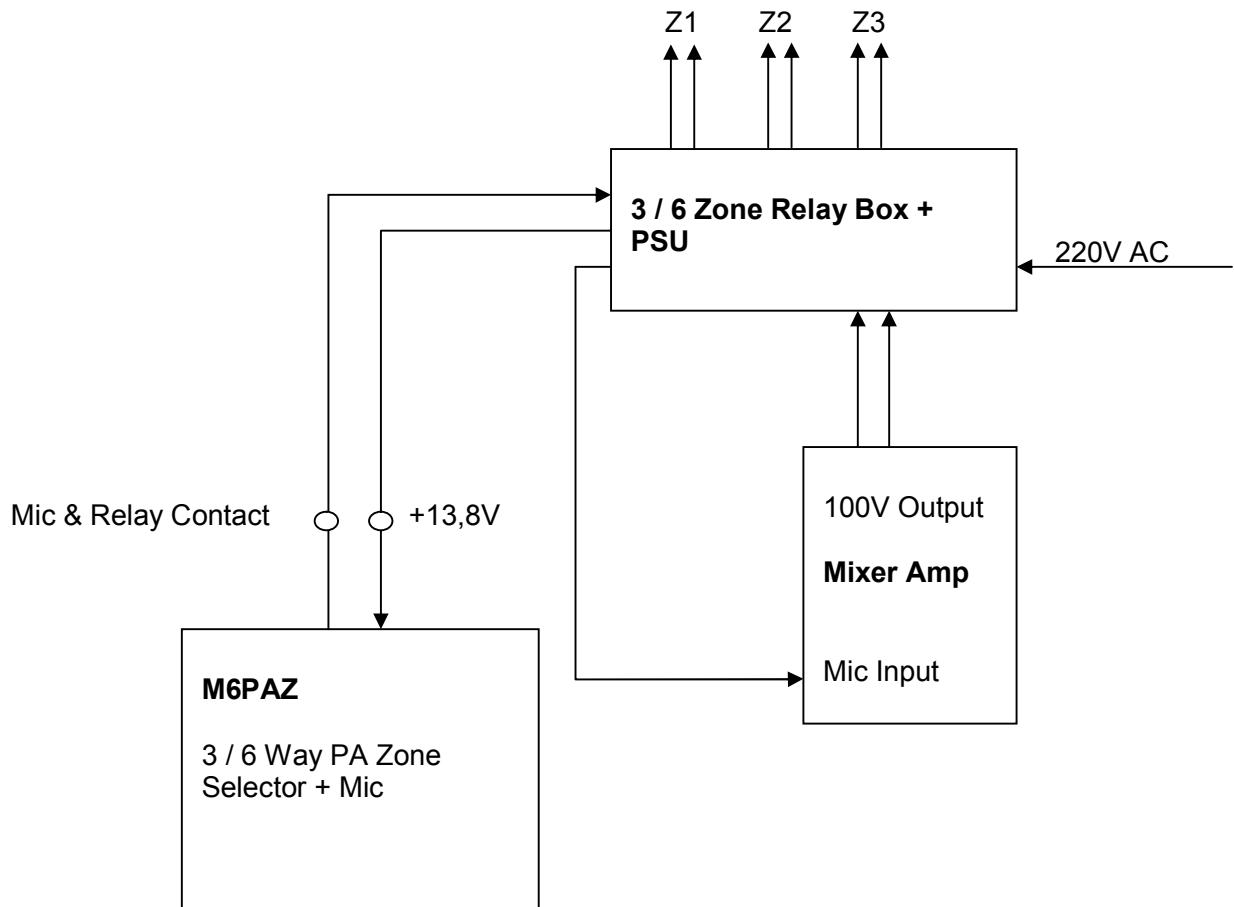 Z1 Z2 Z3
3 / 6 Zone Relay Box +
PSU
220V AC
Mic & Relay Contact
+13,8V
100V Output
Mixer Amp
Mic Input
M6PAZ
3 / 6 Way PA Zone
Selector + Mic